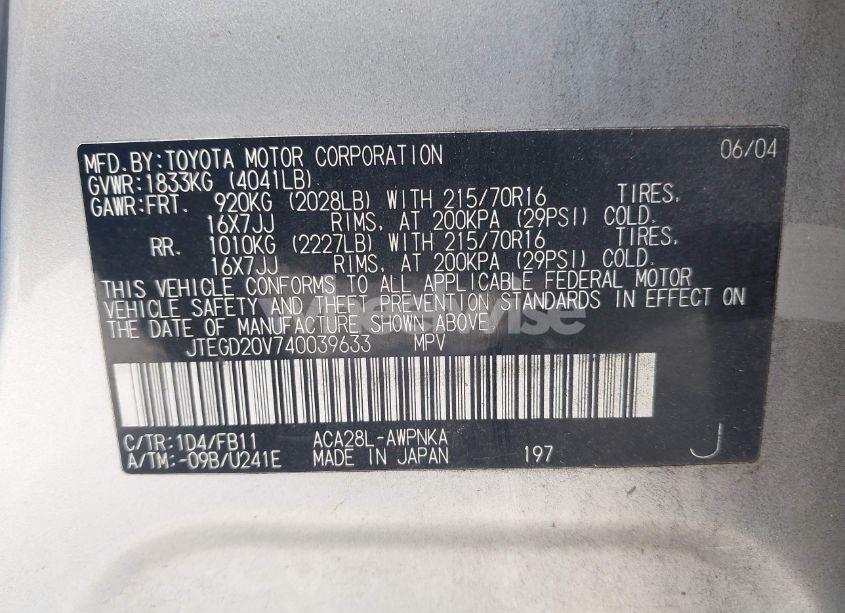 MFD.BY:TOYOTA MOTOR CORPORATION 06/04
GVWR:1833KG (4041LB)
GAWR:FRT. 920KG (2028LB) WITH 215/70R16 TIRES,
16X7JJ RIMS, AT 200KPA (29PSI) COLD.
RR. 1010KG (2227LB) WITH 215/70R16 TIRES,
16X7JJ RIMS, AT 200KPA (29PSI) COLD.
THIS VEHICLE CONFORMS TO ALL APPLICABLE FEDERAL MOTOR
VEHICLE SAFETY AND THEFT PREVENTION STANDARDS IN EFFECT ON
THE DATE OF MANUFACTURE SHOWN ABOVE.
JTEGD20V740039633 MPV
C/TR:1D4/FB11 ACA28L-AWPNKA
A/TM:-09B/U241E MADE IN JAPAN 197 J